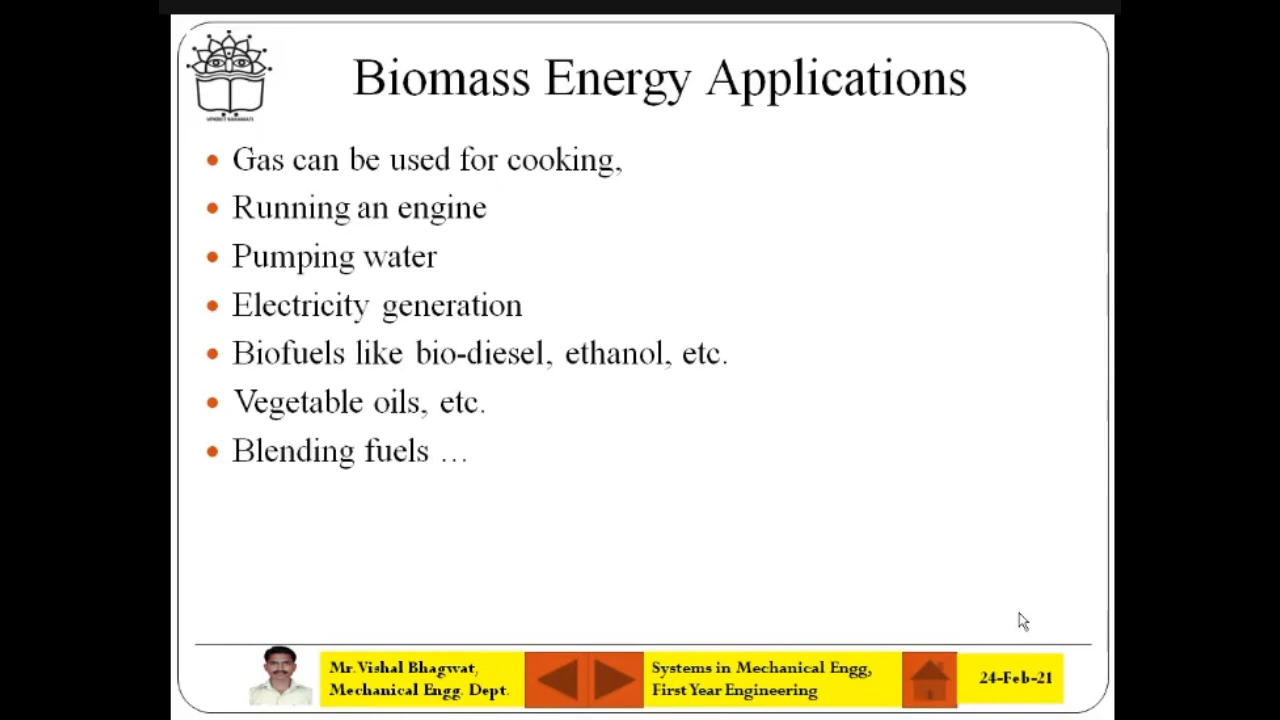 Biomass Energy Applications
• Gas can be used for cooking,
• Running an engine
• Pumping water
• Electricity generation
• Biofuels like bio-diesel, ethanol, etc.
• Vegetable oils, etc.
• Blending fuels …
Mr. Vishal Bhagwat,
Mechanical Engg. Dept.
Systems in Mechanical Engg,
First Year Engineering
24-Feb-21